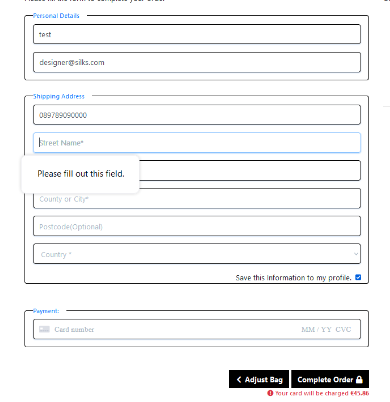 Please fill the form to complete your order
Personal Details
test
designer@silks.com
Shipping Address
089789090000
Street Name*
Please fill out this field.
County or City*
Postcode(Optional)
Country *
Save this Information to my profile.
Payment:
Card number MM / YY CVC
Adjust Bag Complete Order
Your card will be charged €45.86